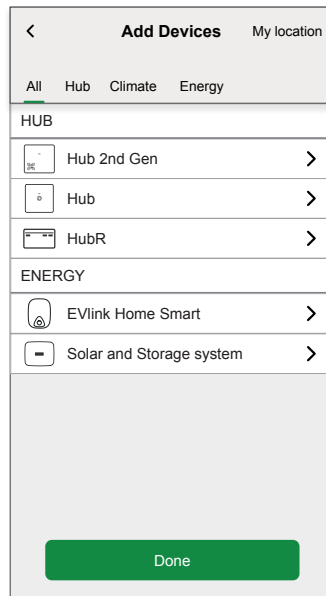 Add Devices My location
All Hub Climate Energy
HUB
Hub 2nd Gen
Hub
HubR
ENERGY
EVlink Home Smart
Solar and Storage system
Done